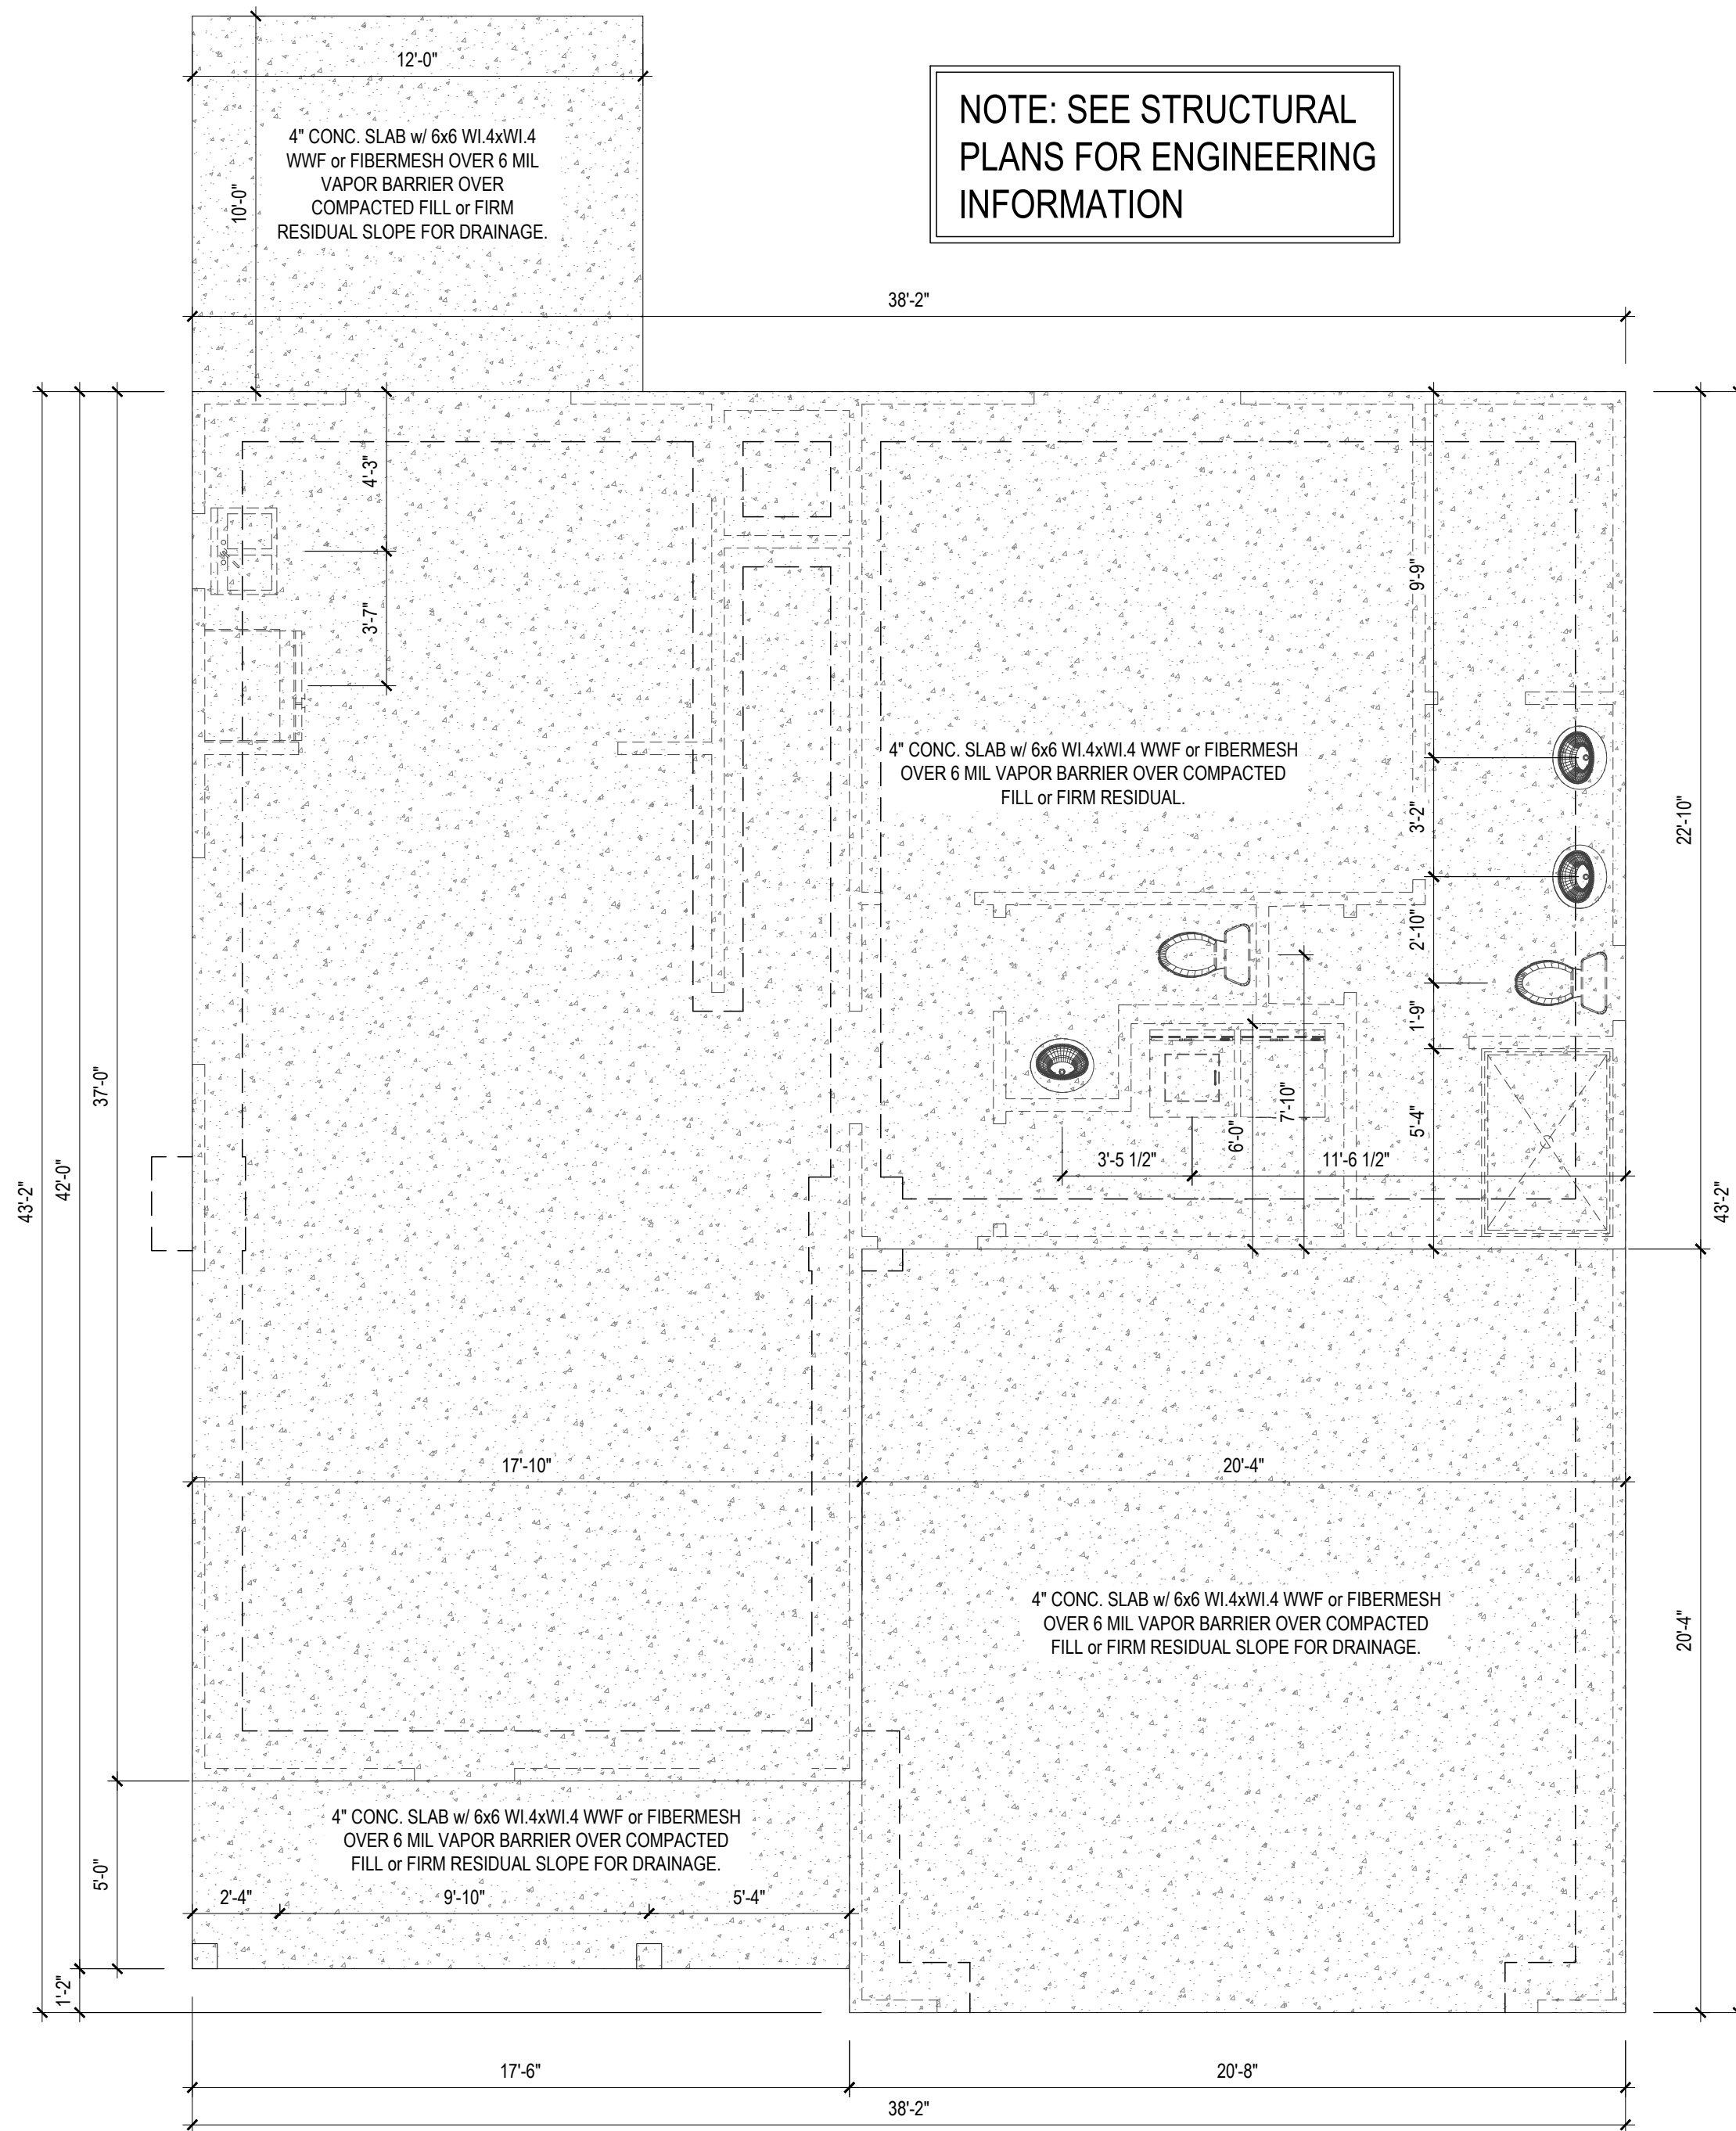 12'-0"
4" CONC. SLAB w/ 6x6 WI.4xWI.4
WWF or FIBERMESH OVER 6 MIL
VAPOR BARRIER OVER
COMPACTED FILL or FIRM
RESIDUAL SLOPE FOR DRAINAGE.
10'-0"
NOTE: SEE STRUCTURAL
PLANS FOR ENGINEERING
INFORMATION
38'-2"
4'-3"
3'-7"
9'-9"
4" CONC. SLAB w/ 6x6 WI.4xWI.4 WWF or FIBERMESH
OVER 6 MIL VAPOR BARRIER OVER COMPACTED
FILL or FIRM RESIDUAL.
3'-2"
22'-10"
2'-10"
1'-9"
37'-0"
7'-10"
5'-4"
6'-0"
3'-5 1/2"
11'-6 1/2"
42'-0"
43'-2"
43'-2"
17'-10"
20'-4"
4" CONC. SLAB w/ 6x6 WI.4xWI.4 WWF or FIBERMESH
OVER 6 MIL VAPOR BARRIER OVER COMPACTED
FILL or FIRM RESIDUAL SLOPE FOR DRAINAGE.
20'-4"
4" CONC. SLAB w/ 6x6 WI.4xWI.4 WWF or FIBERMESH
OVER 6 MIL VAPOR BARRIER OVER COMPACTED
FILL or FIRM RESIDUAL SLOPE FOR DRAINAGE.
5'-0"
2'-4"
9'-10"
5'-4"
1'-2"
17'-6"
20'-8"
38'-2"